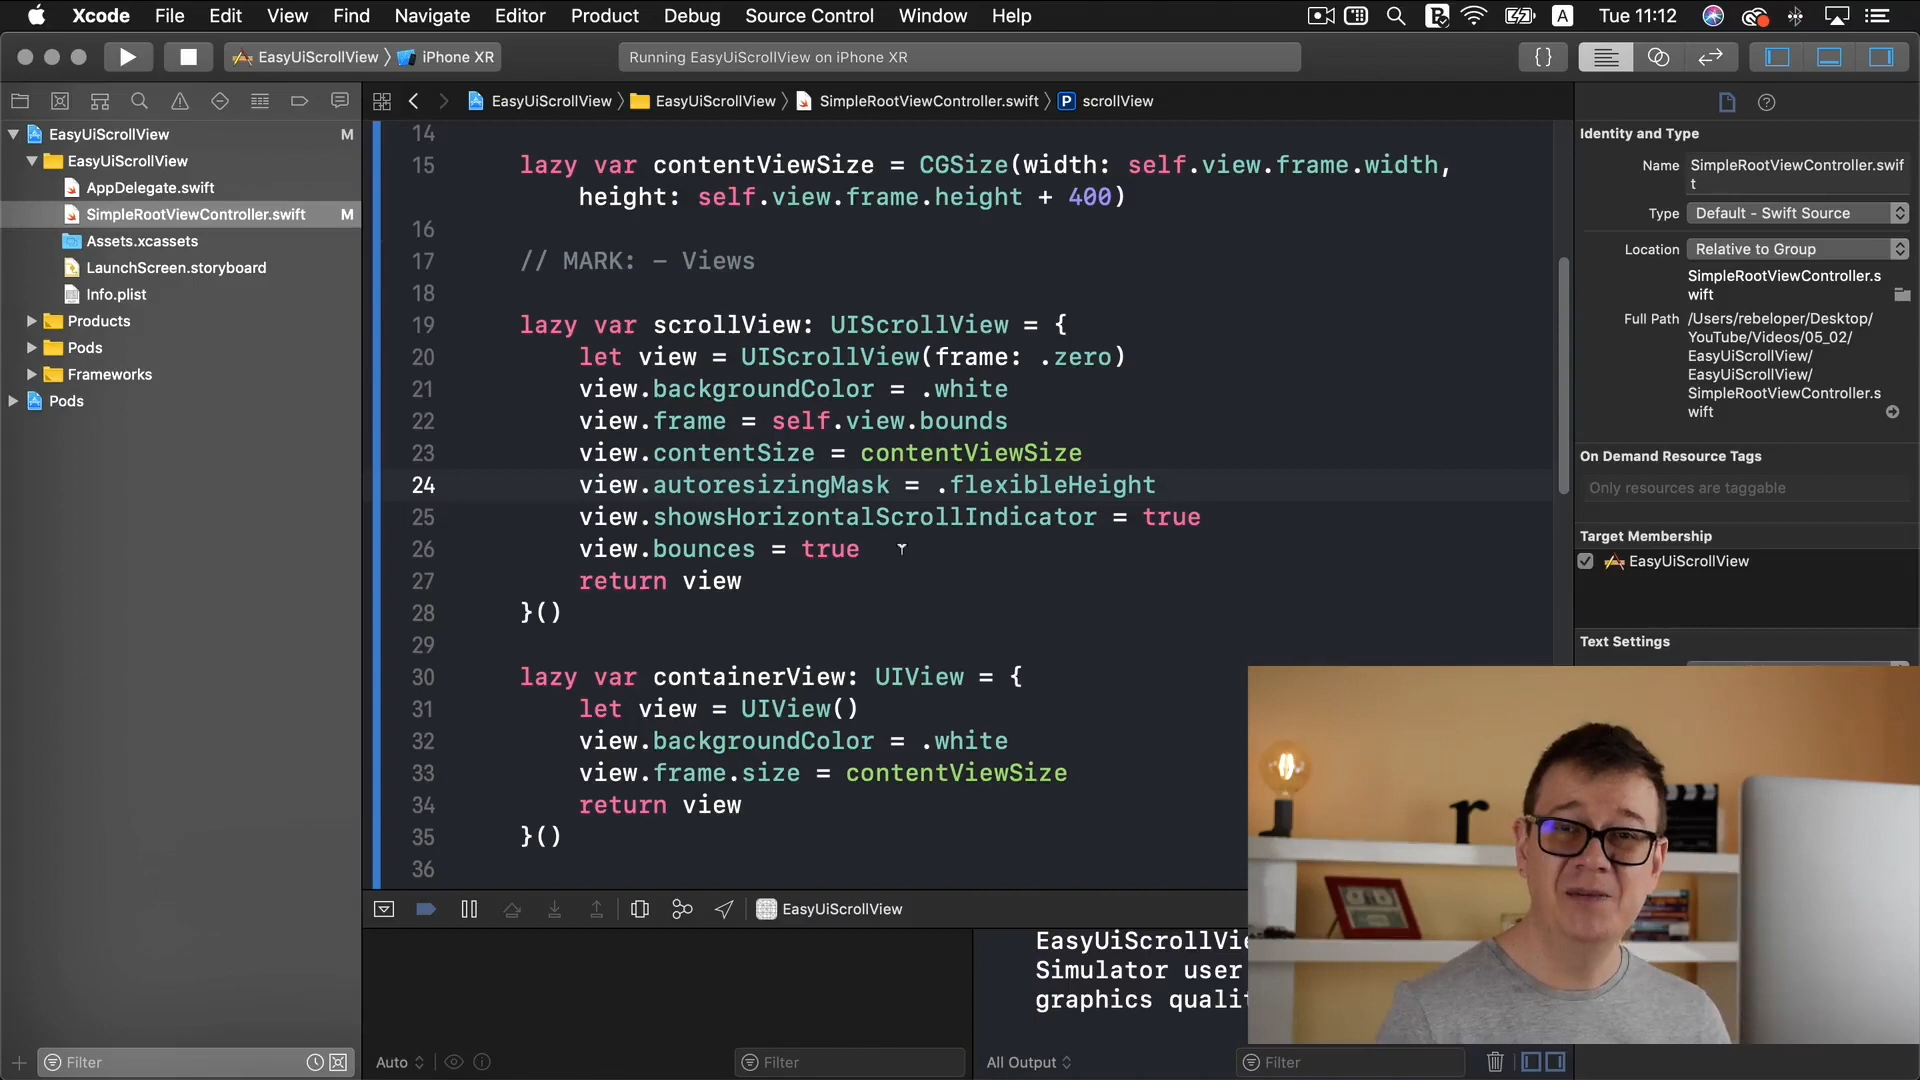 Xcode File Edit View Find Navigate Editor Product Debug Source Control Window Help A Tue 11:12
EasyUiScrollView iPhone XR Running EasyUiScrollView on iPhone XR {}
EasyUiScrollView EasyUiScrollView SimpleRootViewController.swift P scrollView
EasyUiScrollView M
EasyUiScrollView
AppDelegate.swift
SimpleRootViewController.swift M
Assets.xcassets
LaunchScreen.storyboard
Info.plist
Products
Pods
Frameworks
Pods
Filter
14
15 lazy var contentViewSize = CGSize(width: self.view.frame.width,
height: self.view.frame.height + 400)
16
17 // MARK: - Views
18
19 lazy var scrollView: UIScrollView = {
20 let view = UIScrollView(frame: .zero)
21 view.backgroundColor = .white
22 view.frame = self.view.bounds
23 view.contentSize = contentViewSize
24 view.autoresizingMask = .flexibleHeight
25 view.showsHorizontalScrollIndicator = true
26 view.bounces = true
27 return view
28 }()
29
30 lazy var containerView: UIView = {
31 let view = UIView()
32 view.backgroundColor = .white
33 view.frame.size = contentViewSize
34 return view
35 }()
36
EasyUiScrollView
Auto
Filter
EasyUiScrollVie
Simulator user
graphics quali
All Output
Filter
Identity and Type
Name SimpleRootViewController.swif
t
Type Default - Swift Source
Location Relative to Group
SimpleRootViewController.s
wift
Full Path /Users/rebeloper/Desktop/
YouTube/Videos/05_02/
EasyUiScrollView/
EasyUiScrollView/
SimpleRootViewController.s
wift
On Demand Resource Tags
Only resources are taggable
Target Membership
EasyUiScrollView
Text Settings
r